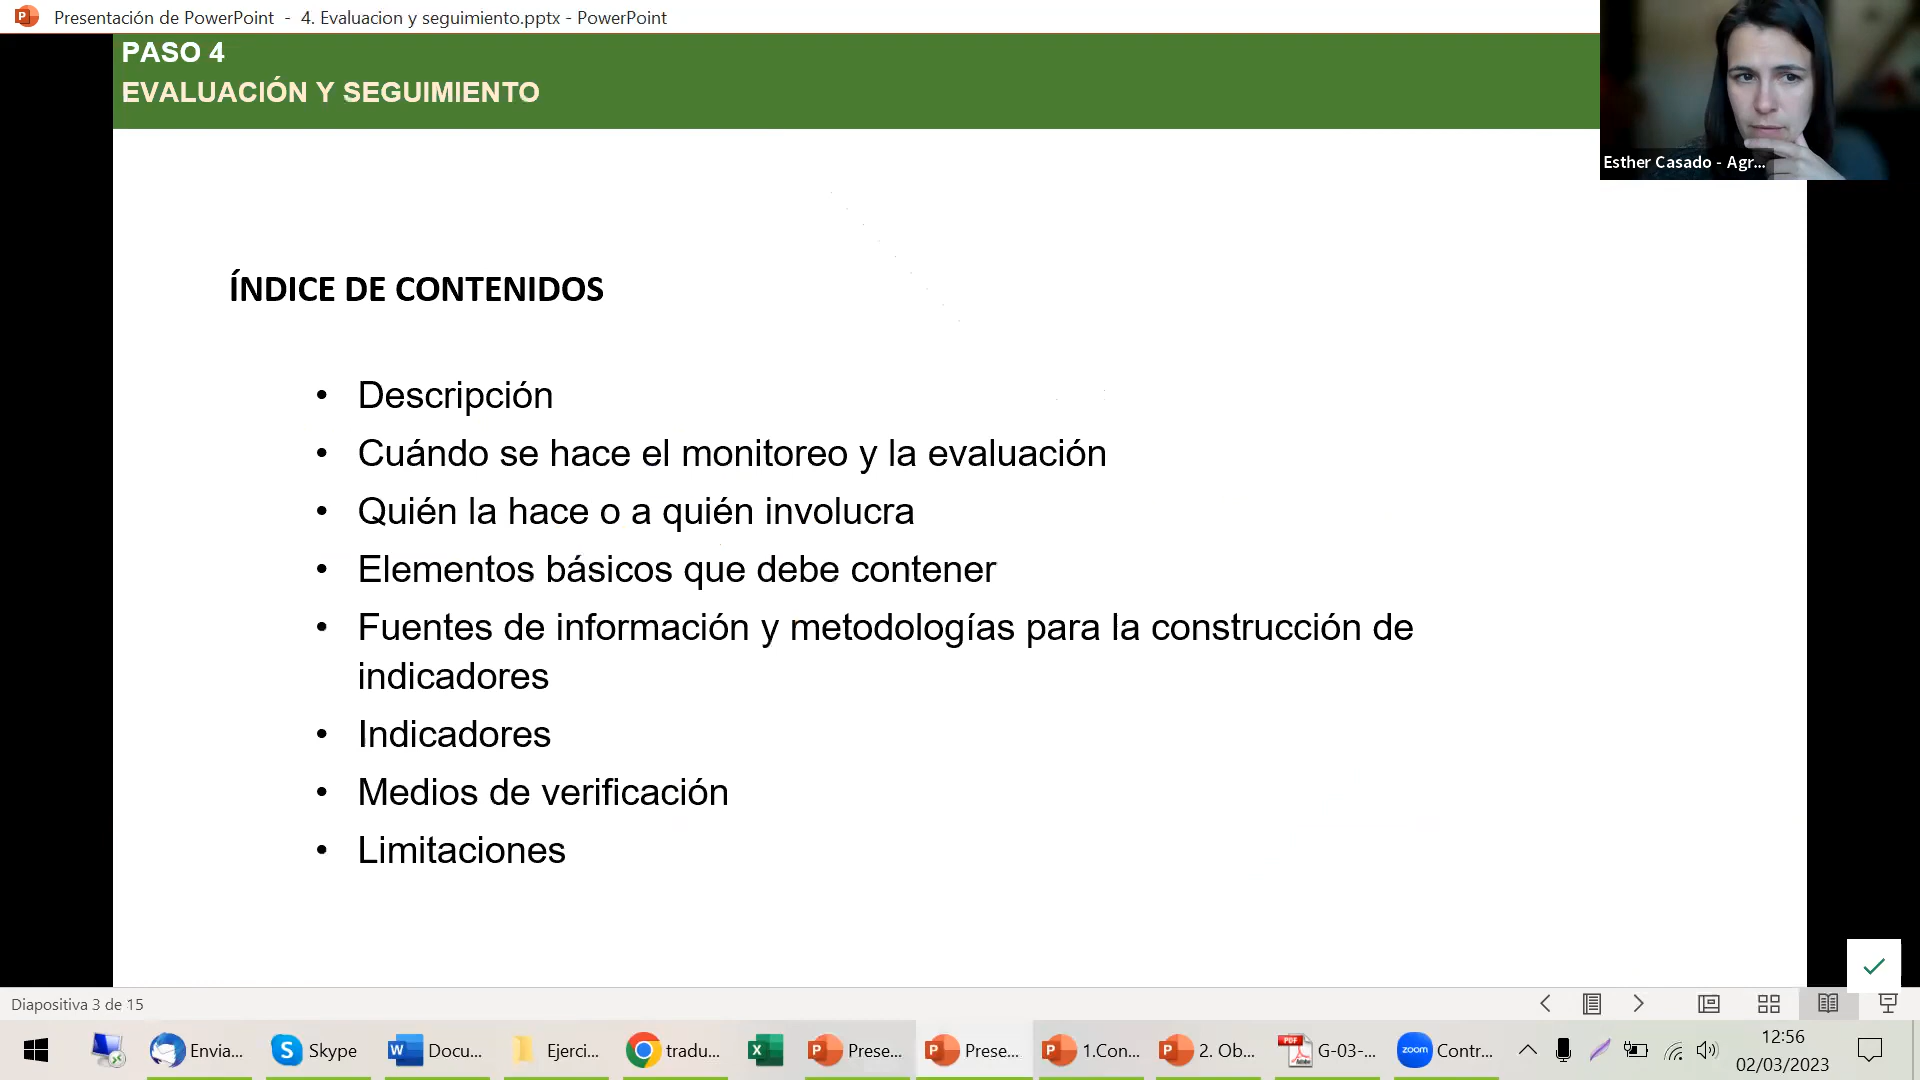 Presentación de PowerPoint - 4. Evaluacion y seguimiento.pptx - PowerPoint
PASO 4
EVALUACIÓN Y SEGUIMIENTO
Esther Casado - Agr...
ÍNDICE DE CONTENIDOS
• Descripción
• Cuándo se hace el monitoreo y la evaluación
• Quién la hace o a quién involucra
• Elementos básicos que debe contener
• Fuentes de información y metodologías para la construcción de
indicadores
• Indicadores
• Medios de verificación
• Limitaciones
Diapositiva 3 de 15
Envia... Skype Docu... Ejerci... tradu... Prese... Prese... 1.Con... 2. Ob... G-03-... zoom Contr...
12:56
02/03/2023